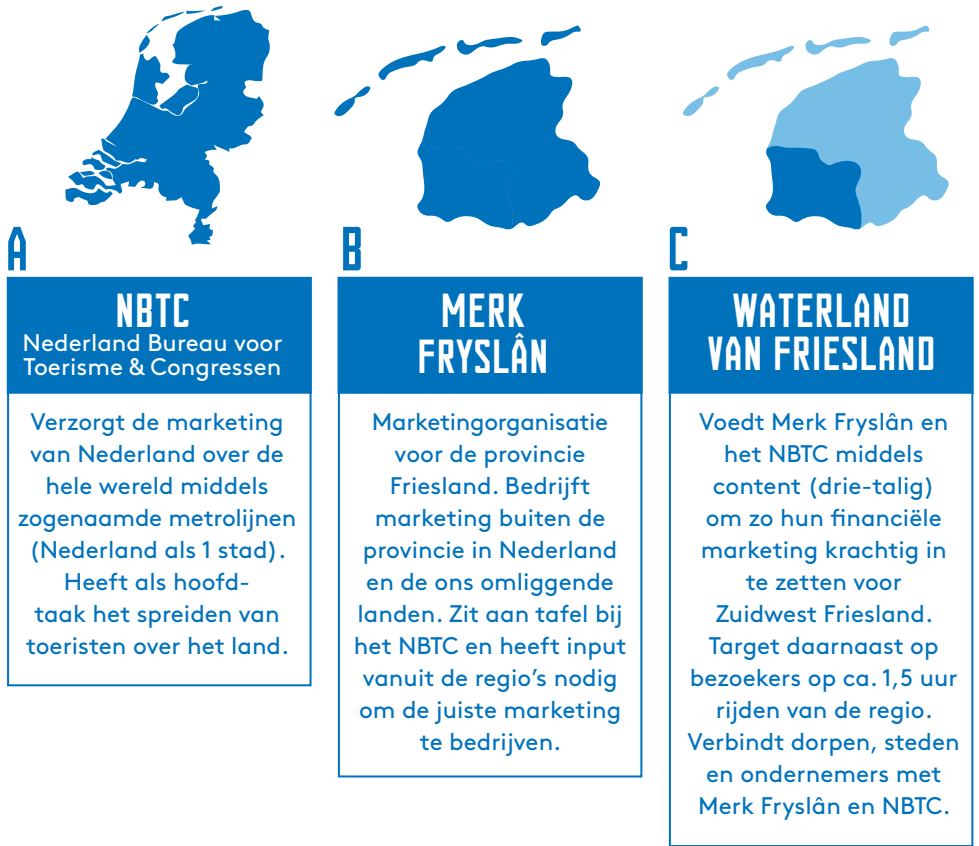 A
NBTC
Nederland Bureau voor
Toerisme & Congressen
Verzorgt de marketing
van Nederland over de
hele wereld middels
zogenaamde metrolijnen
(Nederland als 1 stad).
Heeft als hoofd-
taak het spreiden van
toeristen over het land.
B
MERK
FRYSLÂN
Marketingorganisatie
voor de provincie
Friesland. Bedrijft
marketing buiten de
provincie in Nederland
en de ons omliggende
landen. Zit aan tafel bij
het NBTC en heeft input
vanuit de regio's nodig
om de juiste marketing
te bedrijven.
C
WATERLAND
VAN FRIESLAND
Voedt Merk Fryslân en
het NBTC middels
content (drie-talig)
om zo hun financiële
marketing krachtig in
te zetten voor
Zuidwest Friesland.
Target daarnaast op
bezoekers op ca. 1,5 uur
rijden van de regio.
Verbindt dorpen, steden
en ondernemers met
Merk Fryslân en NBTC.